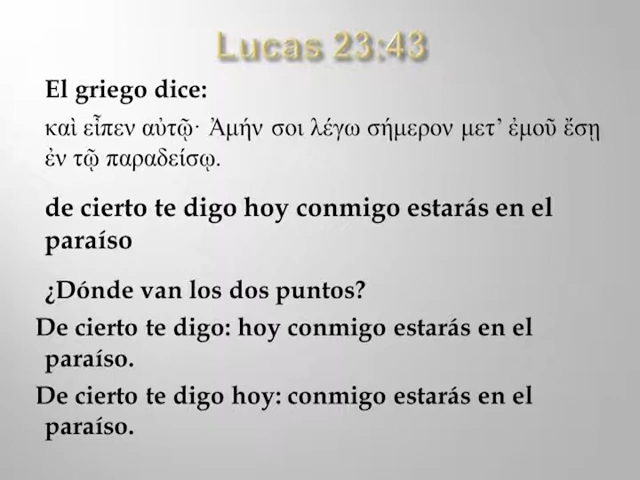 Lucas 23:43
El griego dice:
καὶ εἶπεν αὐτῷ· Ἀμήν σοι λέγω σήμερον μετ’ ἐμοῦ ἔσῃ
ἐν τῷ παραδείσῳ.
de cierto te digo hoy conmigo estarás en el
paraíso
¿Dónde van los dos puntos?
De cierto te digo: hoy conmigo estarás en el
paraíso.
De cierto te digo hoy: conmigo estarás en el
paraíso.